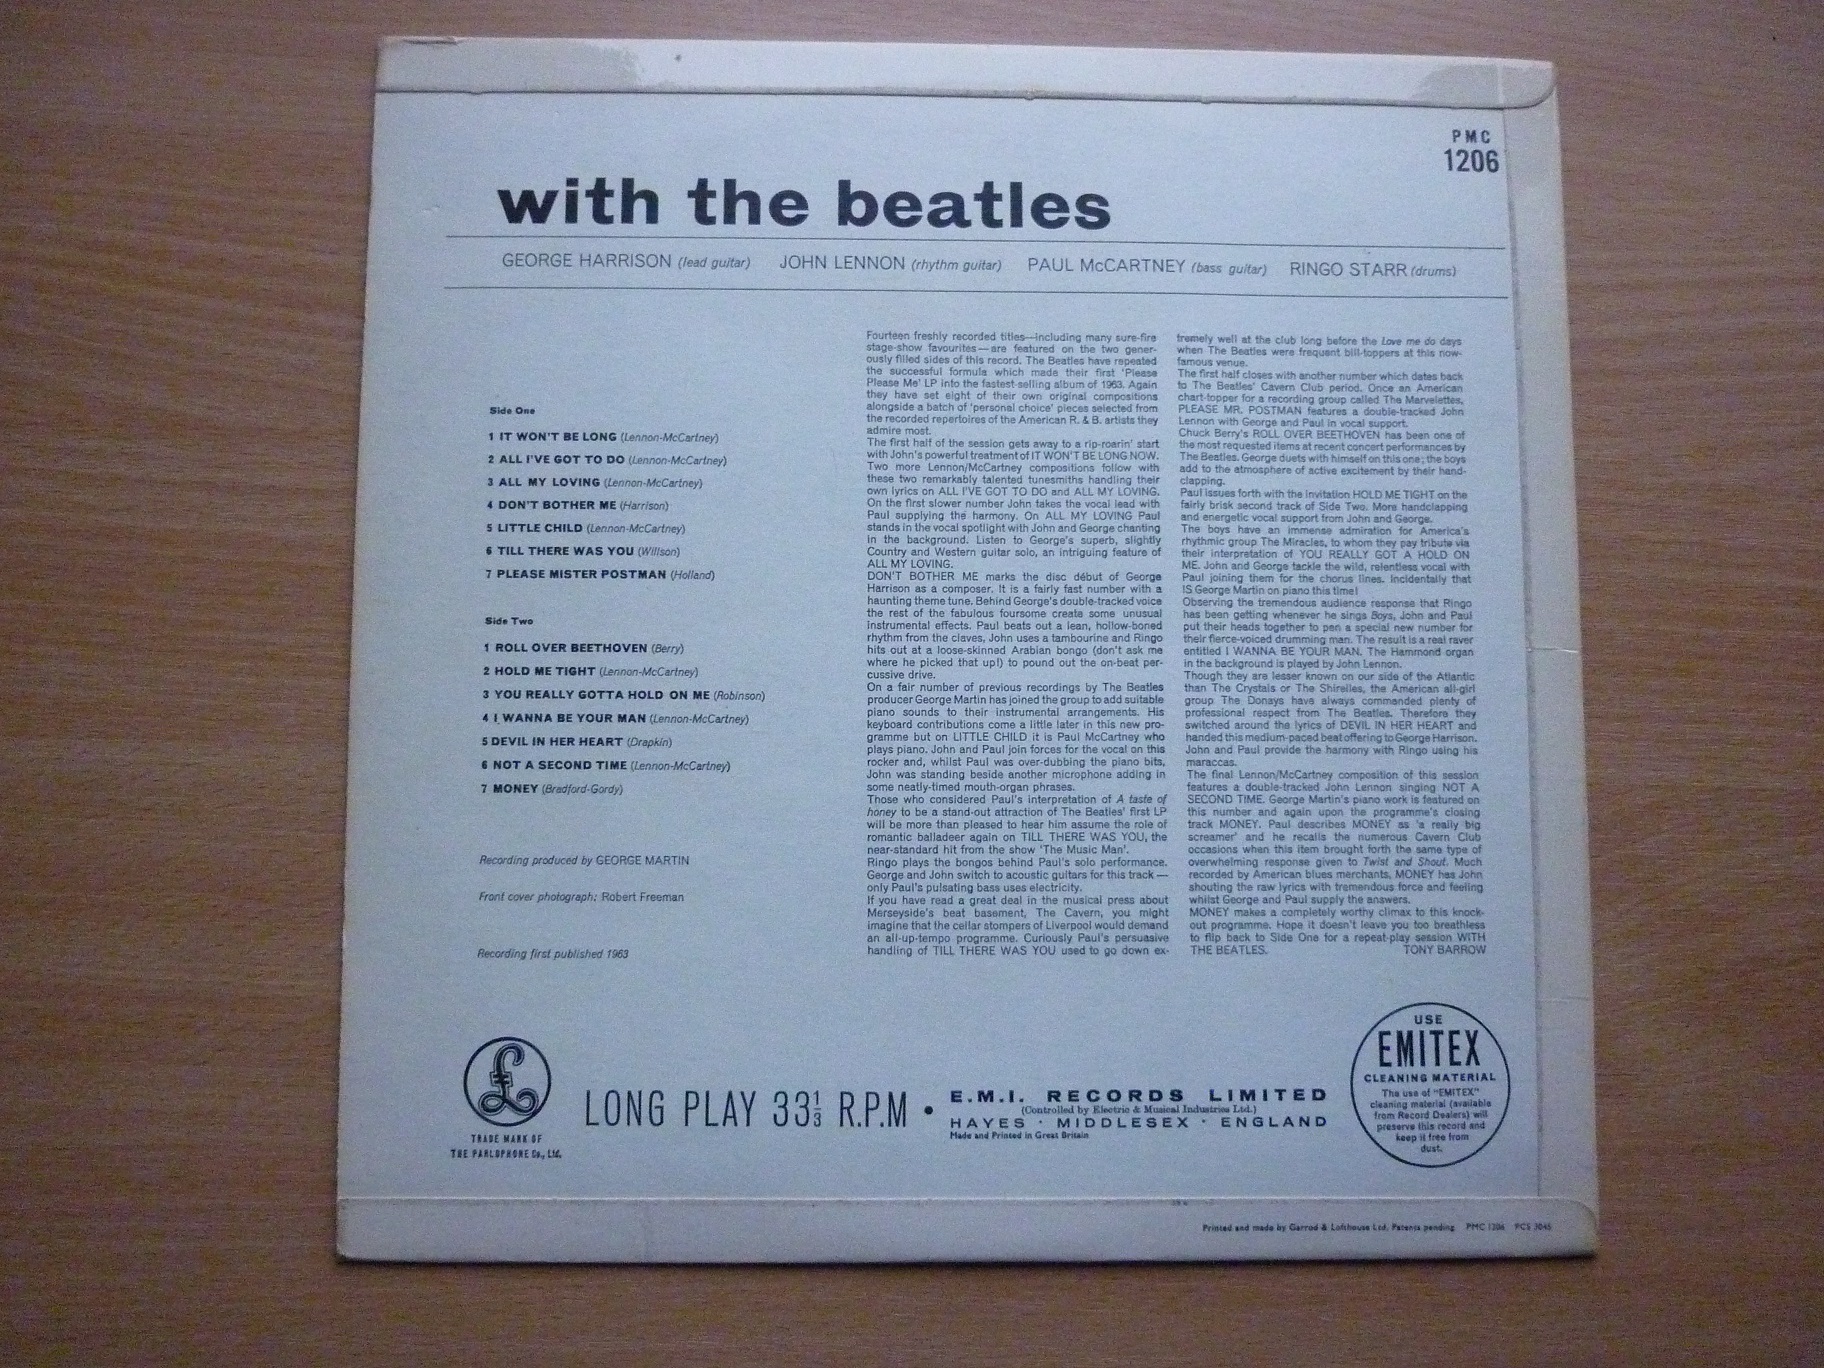 PMC
1206
with the beatles
GEORGE HARRISON (lead guitar) JOHN LENNON (rhythm guitar) PAUL McCARTNEY (bass guitar) RINGO STARR (drums)
Side One
1 IT WON'T BE LONG (Lennon-McCartney)
2 ALL I'VE GOT TO DO (Lennon-McCartney)
3 ALL MY LOVING (Lennon-McCartney)
4 DON'T BOTHER ME (Harrison)
5 LITTLE CHILD (Lennon-McCartney)
6 TILL THERE WAS YOU (Willson)
7 PLEASE MISTER POSTMAN (Holland)
Side Two
1 ROLL OVER BEETHOVEN (Berry)
2 HOLD ME TIGHT (Lennon-McCartney)
3 YOU REALLY GOTTA HOLD ON ME (Robinson)
4 I WANNA BE YOUR MAN (Lennon-McCartney)
5 DEVIL IN HER HEART (Drapkin)
6 NOT A SECOND TIME (Lennon-McCartney)
7 MONEY (Bradford-Gordy)
Recording produced by GEORGE MARTIN
Front cover photograph: Robert Freeman
Recording first published 1963
Fourteen freshly recorded titles—including many sure-fire
stage-show favourites—are featured on the two gener-
ously filled sides of this record. The Beatles have repeated
the successful formula which made their first 'Please
Please Me' LP into the fastest-selling album of 1963. Again
they have set eight of their own original compositions
alongside a batch of 'personal choice' pieces selected from
the recorded repertoires of the American R. & B. artists they
admire most.
The first half of the session gets away to a rip-roarin' start
with John's powerful treatment of IT WON'T BE LONG NOW.
Two more Lennon/McCartney compositions follow with
these two remarkably talented tunesmiths handling their
own lyrics on ALL I'VE GOT TO DO and ALL MY LOVING.
On the first slower number John takes the vocal lead with
Paul supplying the harmony. On ALL MY LOVING Paul
stands in the vocal spotlight with John and George chanting
in the background. Listen to George's superb, slightly
Country and Western guitar solo, an intriguing feature of
ALL MY LOVING.
DON'T BOTHER ME marks the disc début of George
Harrison as a composer. It is a fairly fast number with a
haunting theme tune. Behind George's double-tracked voice
the rest of the fabulous foursome create some unusual
instrumental effects. Paul beats out a lean, hollow-boned
rhythm from the claves, John uses a tambourine and Ringo
hits out at a loose-skinned Arabian bongo (don't ask me
where he picked that up!) to pound out the on-beat per-
cussive drive.
On a fair number of previous recordings by The Beatles
producer George Martin has joined the group to add suitable
piano sounds to their instrumental arrangements. His
keyboard contributions come a little later in this new pro-
gramme but on LITTLE CHILD it is Paul McCartney who
plays piano. John and Paul join forces for the vocal on this
rocker and, whilst Paul was over-dubbing the piano bits,
John was standing beside another microphone adding in
some neatly-timed mouth-organ phrases.
Those who considered Paul's interpretation of A taste of
honey to be a stand-out attraction of The Beatles' first LP
will be more than pleased to hear him assume the role of
romantic balladeer again on TILL THERE WAS YOU, the
near-standard hit from the show 'The Music Man'.
Ringo plays the bongos behind Paul's solo performance.
George and John switch to acoustic guitars for this track—
only Paul's pulsating bass uses electricity.
If you have read a great deal in the musical press about
Merseyside's beat basement, The Cavern, you might
imagine that the cellar stompers of Liverpool would demand
an all-up-tempo programme. Curiously Paul's persuasive
handling of TILL THERE WAS YOU used to go down ex-
tremely well at the club long before the Love me do days
when The Beatles were frequent bill-toppers at this now-
famous venue.
The first half closes with another number which dates back
to The Beatles' Cavern Club period. Once an American
chart-topper for a recording group called The Marvelettes,
PLEASE MR. POSTMAN features a double-tracked John
Lennon with George and Paul in vocal support.
Chuck Berry's ROLL OVER BEETHOVEN has been one of
the most requested items at recent concert performances by
The Beatles. George duets with himself on this one; the boys
add to the atmosphere of active excitement by their hand-
clapping.
Paul issues forth with the invitation HOLD ME TIGHT on the
fairly brisk second track of Side Two. More handclapping
and energetic vocal support from John and George.
The boys have an immense admiration for America's
rhythmic group The Miracles, to whom they pay tribute via
their interpretation of YOU REALLY GOT A HOLD ON
ME. John and George tackle the wild, relentless vocal with
Paul joining them for the chorus lines. Incidentally that
IS George Martin on piano this time!
Observing the tremendous audience response that Ringo
has been getting whenever he sings Boys, John and Paul
put their heads together to pen a special new number for
their fierce-voiced drumming man. The result is a real raver
entitled I WANNA BE YOUR MAN. The Hammond organ
in the background is played by John Lennon.
Though they are lesser known on our side of the Atlantic
than The Crystals or The Shirelles, the American all-girl
group The Donays have always commanded plenty of
professional respect from The Beatles. Therefore they
switched around the lyrics of DEVIL IN HER HEART and
handed this medium-paced beat offering to George Harrison.
John and Paul provide the harmony with Ringo using his
maraccas.
The final Lennon/McCartney composition of this session
features a double-tracked John Lennon singing NOT A
SECOND TIME. George Martin's piano work is featured on
this number and again upon the programme's closing
track MONEY. Paul describes MONEY as 'a really big
screamer' and he recalls the numerous Cavern Club
occasions when this item brought forth the same type of
overwhelming response given to Twist and Shout. Much
recorded by American blues merchants, MONEY has John
shouting the raw lyrics with tremendous force and feeling
whilst George and Paul supply the answers.
MONEY makes a completely worthy climax to this knock-
out programme. Hope it doesn't leave you too breathless
to flip back to Side One for a repeat-play session WITH
THE BEATLES. TONY BARROW
TRADE MARK OF
THE PARLOPHONE Co., Ltd.
LONG PLAY 33⅓ R.P.M •
E.M.I. RECORDS LIMITED
(Controlled by Electric & Musical Industries Ltd.)
HAYES · MIDDLESEX · ENGLAND
Made and Printed in Great Britain
USE
EMITEX
CLEANING MATERIAL
The use of "EMITEX"
cleaning material (available
from Record Dealers) will
preserve this record and
keep it free from
dust.
Printed and made by Garrod & Lofthouse Ltd. Patents pending PMC 1206 PCS 3045